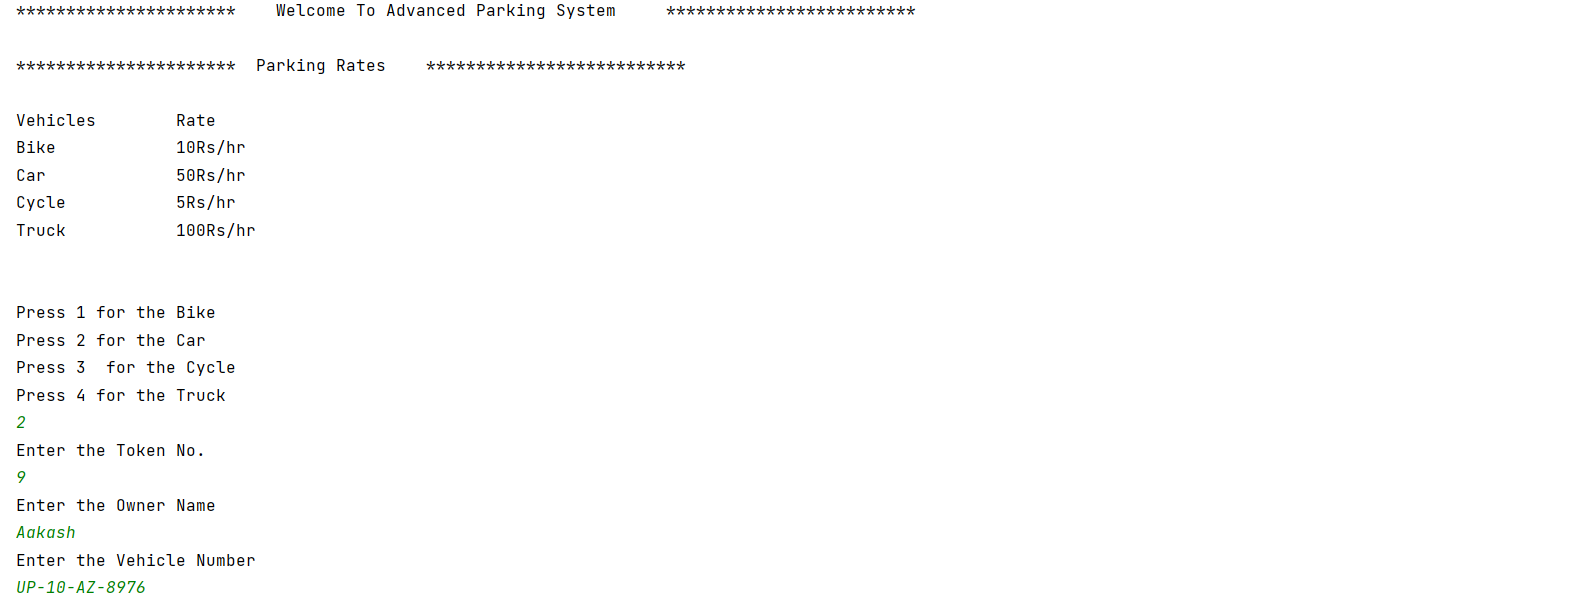 **********************    Welcome To Advanced Parking System     *************************
**********************  Parking Rates    **************************
Vehicles        Rate
Bike            10Rs/hr
Car             50Rs/hr
Cycle           5Rs/hr
Truck           100Rs/hr
Press 1 for the Bike
Press 2 for the Car
Press 3  for the Cycle
Press 4 for the Truck
2
Enter the Token No.
9
Enter the Owner Name
Aakash
Enter the Vehicle Number
UP-10-AZ-8976